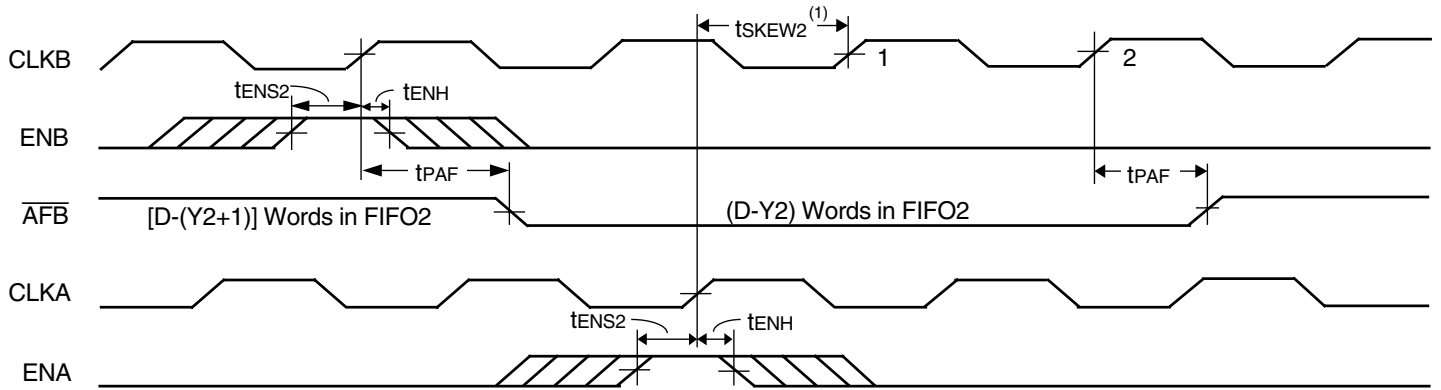 tSKEW2 (1)
CLKB 1 2
tENS2 tENH
ENB
tPAF tPAF
AFB [D-(Y2+1)] Words in FIFO2 (D-Y2) Words in FIFO2
CLKA
tENS2 tENH
ENA